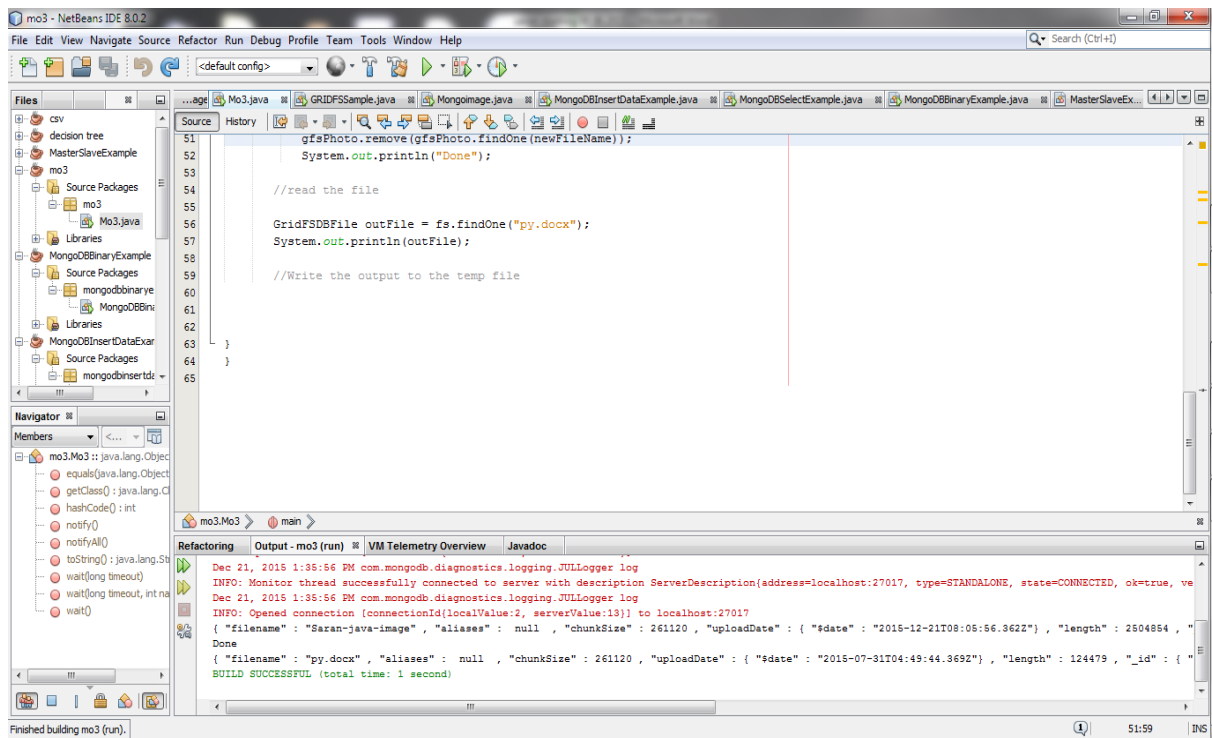 mo3 - NetBeans IDE 8.0.2
File Edit View Navigate Source Refactor Run Debug Profile Team Tools Window Help
Search (Ctrl+I)
<default config>
Files
...age Mo3.java GRIDFSSample.java Mongoimage.java MongoDBInsertDataExample.java MongoDBSelectExample.java MongoDBBinaryExample.java MasterSlaveEx...
Source History
csv
decision tree
MasterSlaveExample
mo3
Source Packages
mo3
Mo3.java
Libraries
MongoDBBinaryExample
Source Packages
mongodbbinarye
MongoDBBina
Libraries
MongoDBInsertDataExar
Source Packages
mongodbinsertda
51 gfsPhoto.remove(gfsPhoto.findOne(newFileName));
52 System.out.println("Done");
53
54 //read the file
55
56 GridFSDBFile outFile = fs.findOne("py.docx");
57 System.out.println(outFile);
58
59 //Write the output to the temp file
60
61
62
63 }
64 }
65
Navigator
Members <...
mo3.Mo3 :: java.lang.Objec
equals(java.lang.Object
getClass() : java.lang.Cl
hashCode() : int
notify()
notifyAll()
toString() : java.lang.Str
wait(long timeout)
wait(long timeout, int na
wait()
mo3.Mo3 main
Refactoring Output - mo3 (run) VM Telemetry Overview Javadoc
Dec 21, 2015 1:35:56 PM com.mongodb.diagnostics.logging.JULLogger log
INFO: Monitor thread successfully connected to server with description ServerDescription{address=localhost:27017, type=STANDALONE, state=CONNECTED, ok=true, ve
Dec 21, 2015 1:35:56 PM com.mongodb.diagnostics.logging.JULLogger log
INFO: Opened connection [connectionId{localValue:2, serverValue:13}] to localhost:27017
{ "filename" : "Saran-java-image" , "aliases" : null , "chunkSize" : 261120 , "uploadDate" : { "$date" : "2015-12-21T08:05:56.362Z"} , "length" : 2504854 , "
Done
{ "filename" : "py.docx" , "aliases" : null , "chunkSize" : 261120 , "uploadDate" : { "$date" : "2015-07-31T04:49:44.369Z"} , "length" : 124479 , "_id" : { "
BUILD SUCCESSFUL (total time: 1 second)
Finished building mo3 (run).
1 51:59 INS